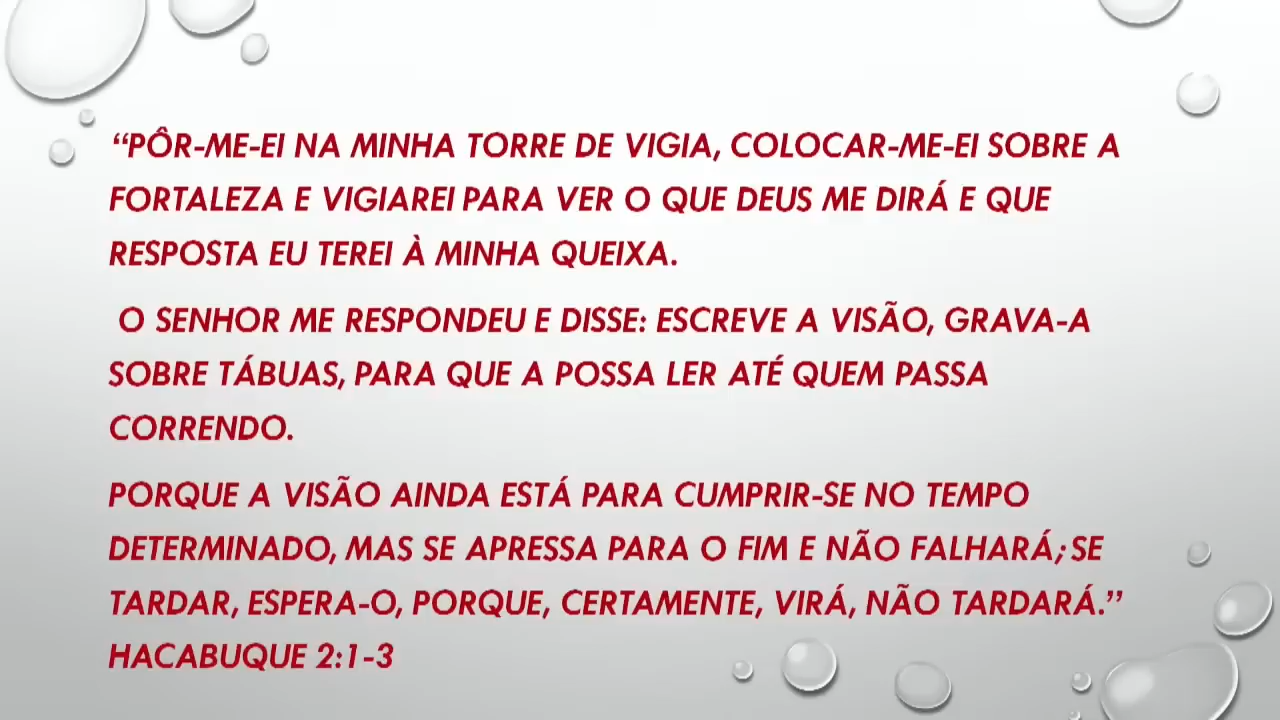 “PÔR-ME-EI NA MINHA TORRE DE VIGIA, COLOCAR-ME-EI SOBRE A
FORTALEZA E VIGIAREI PARA VER O QUE DEUS ME DIRÁ E QUE
RESPOSTA EU TEREI À MINHA QUEIXA.
O SENHOR ME RESPONDEU E DISSE: ESCREVE A VISÃO, GRAVA-A
SOBRE TÁBUAS, PARA QUE A POSSA LER ATÉ QUEM PASSA
CORRENDO.
PORQUE A VISÃO AINDA ESTÁ PARA CUMPRIR-SE NO TEMPO
DETERMINADO, MAS SE APRESSA PARA O FIM E NÃO FALHARÁ; SE
TARDAR, ESPERA-O, PORQUE, CERTAMENTE, VIRÁ, NÃO TARDARÁ.”
HACABUQUE 2:1-3